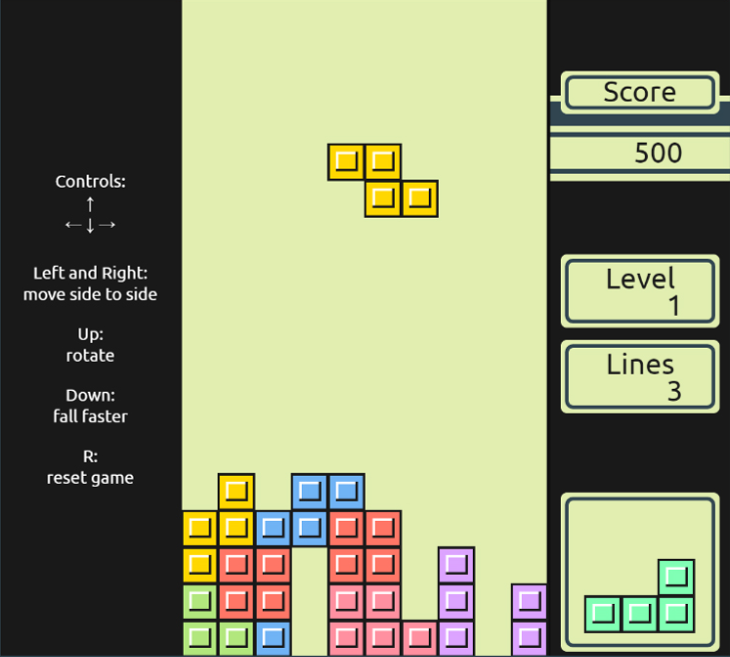 Controls:
↑
←↓→
Left and Right:
move side to side
Up:
rotate
Down:
fall faster
R:
reset game
Score
500
Level
1
Lines
3